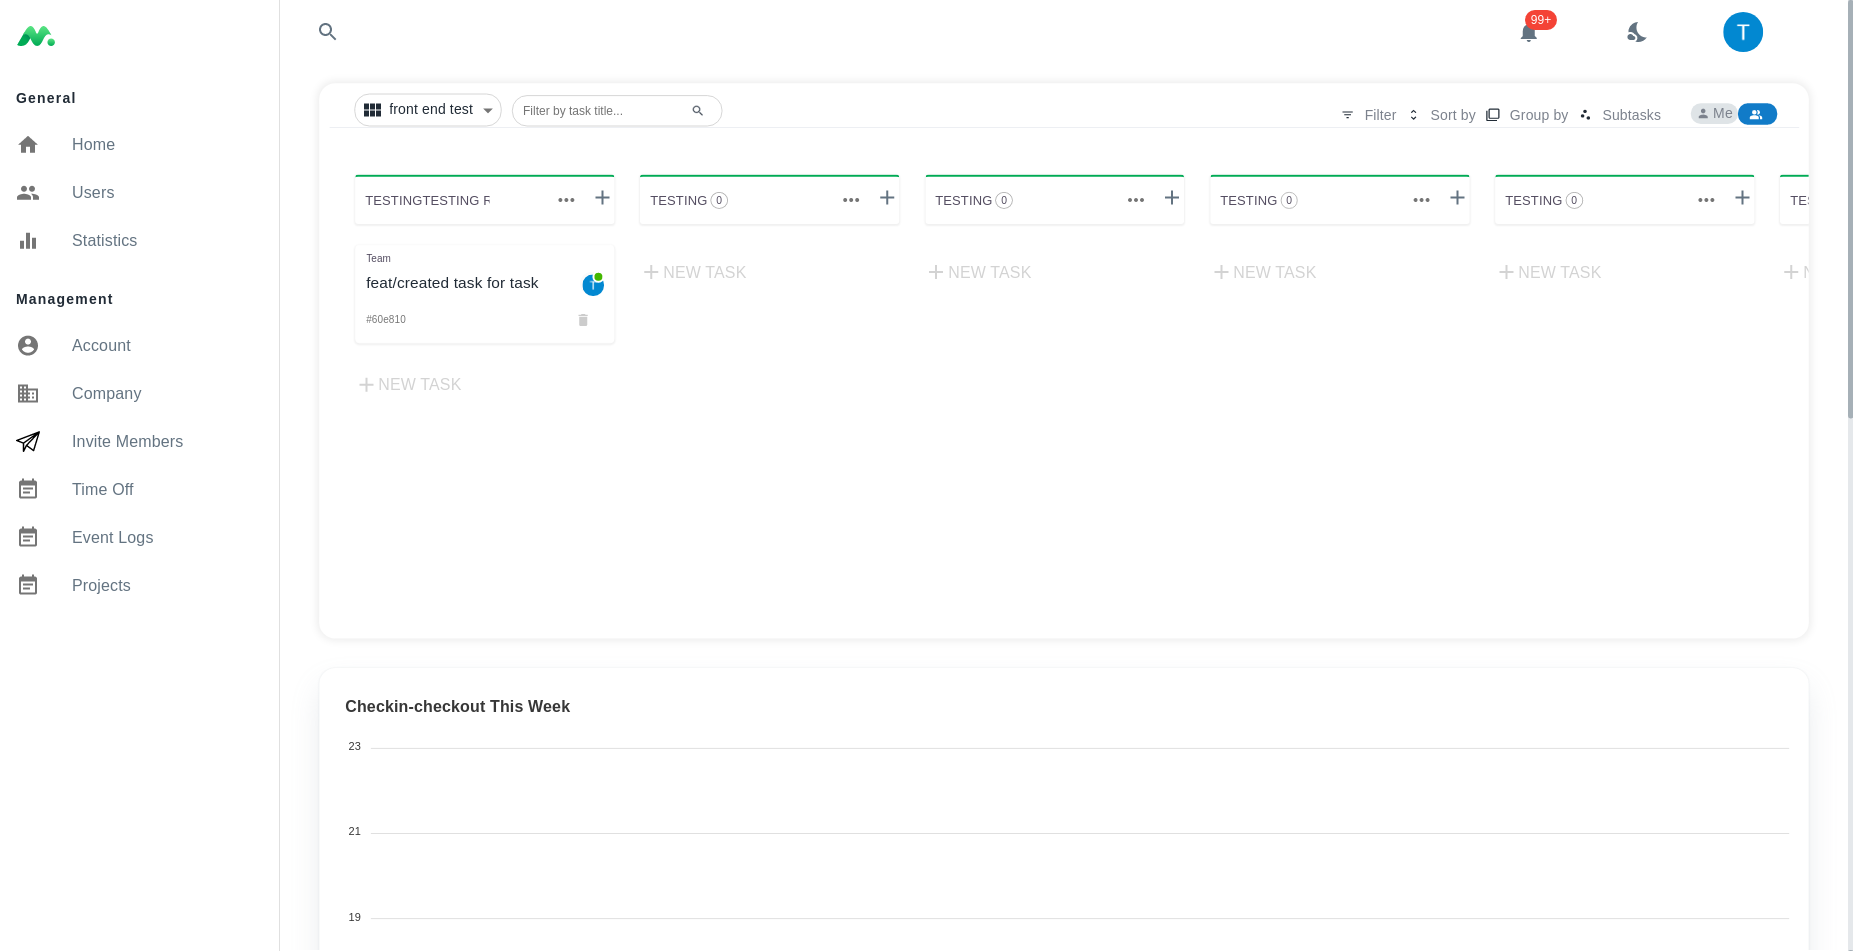 99+
T
General
Home
Users
Statistics
Management
Account
Company
Invite Members
Time Off
Event Logs
Projects
front end test
Filter by task title...
Filter
Sort by
Group by
Subtasks
Me
TESTINGTESTING
TESTING 0
TESTING 0
TESTING 0
TESTING 0
Team
feat/created task for task
T
#60e810
NEW TASK
NEW TASK
NEW TASK
NEW TASK
NEW TASK
Checkin-checkout This Week
23
21
19